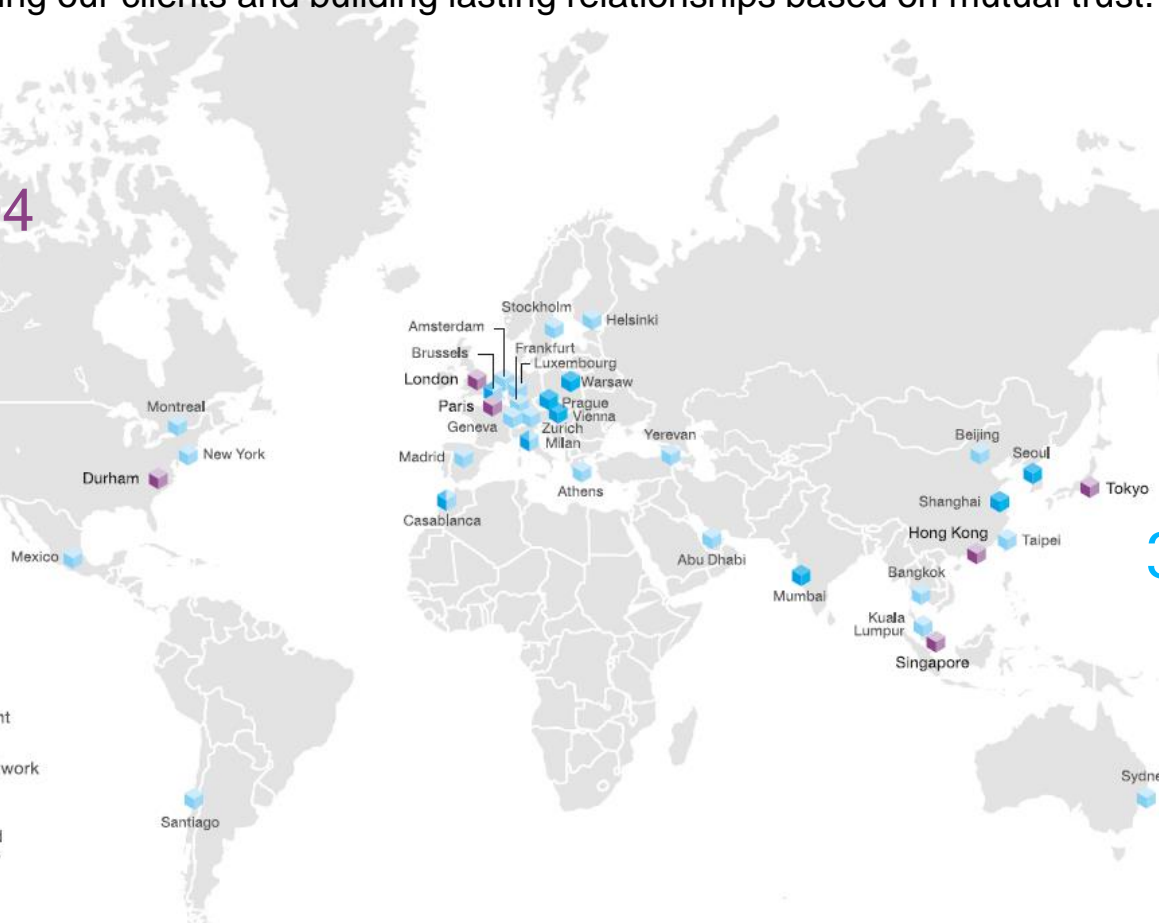 ing our clients and building lasting relationships based on mutual trust.
4
Stockholm
Helsinki
Amsterdam
Frankfurt
Brussels
Luxembourg
London
Warsaw
Paris
Prague
Vienna
Geneva
Zurich
Milan
Montreal
New York
Madrid
Yerevan
Beijing
Seoul
Durham
Athens
Tokyo
Casablanca
Shanghai
Hong Kong
Taipei
Mexico
Abu Dhabi
Bangkok
Mumbai
Kuala
Lumpur
Singapore
nt
work
Sydne
Santiago